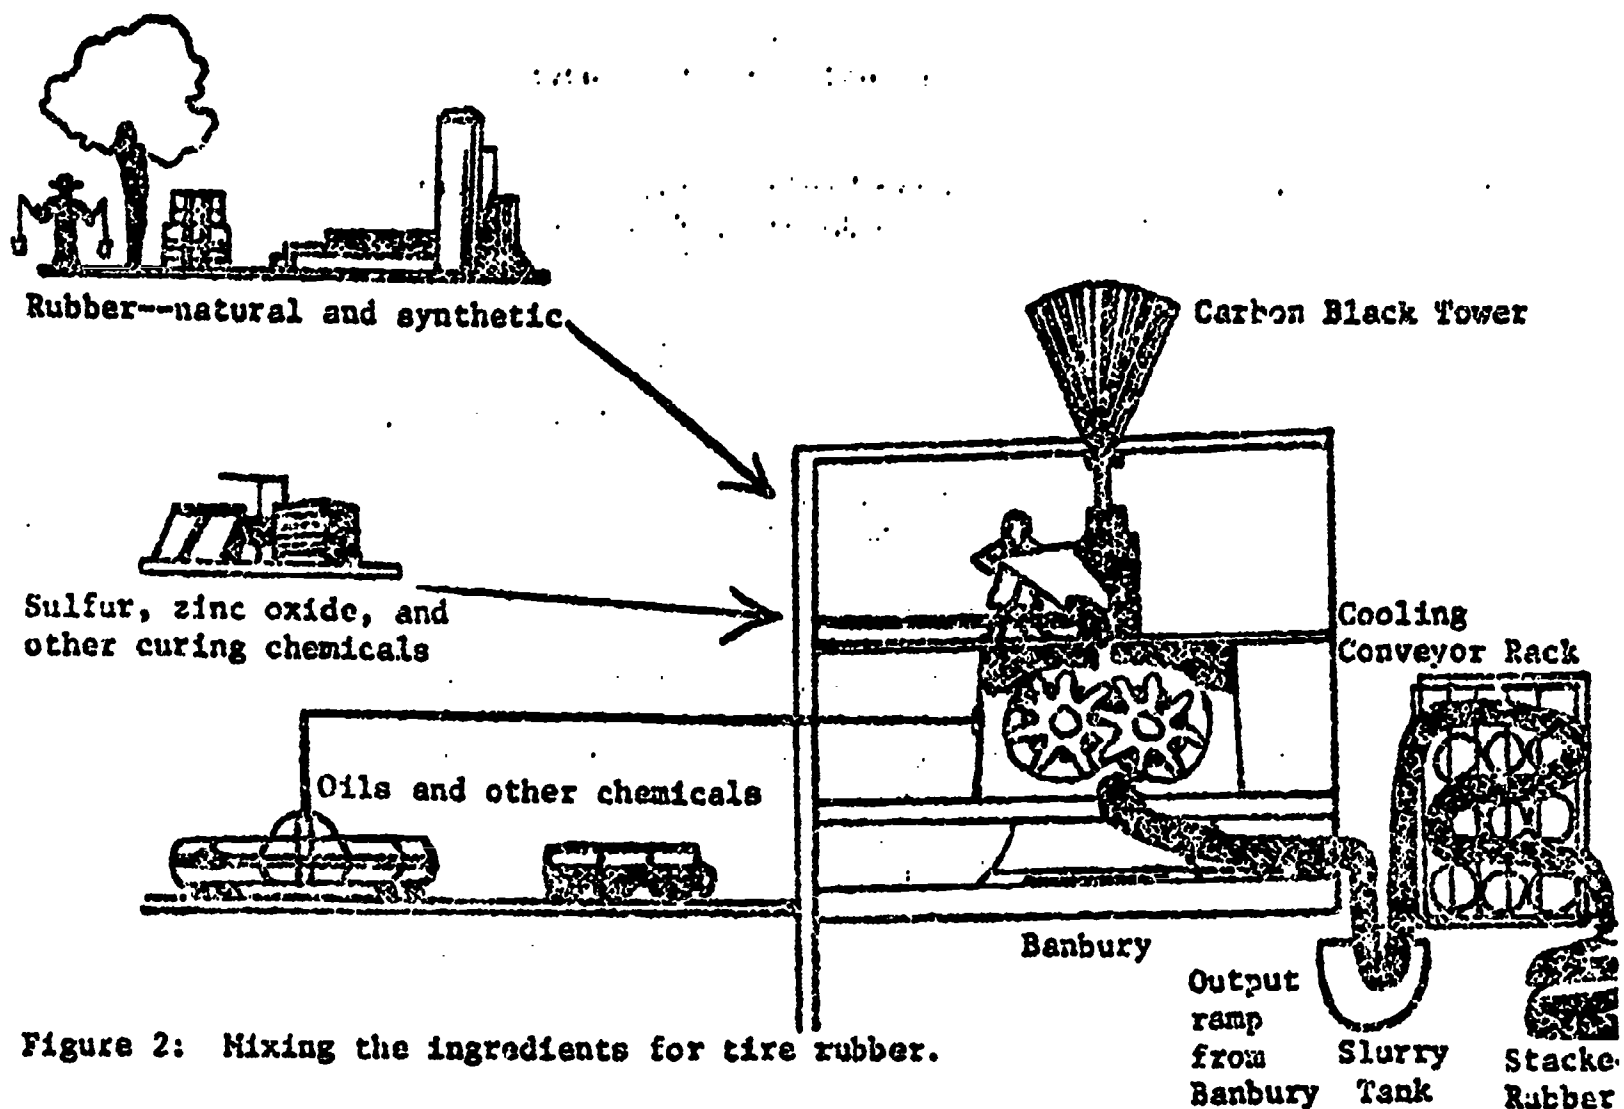 Rubber--natural and synthetic
Carbon Black Tower
Sulfur, zinc oxide, and
other curing chemicals
Cooling
Conveyor Rack
Oils and other chemicals
Banbury
Output
ramp
from
Banbury
Slurry
Tank
Stacke
Rubber
Figure 2: Mixing the ingredients for tire rubber.